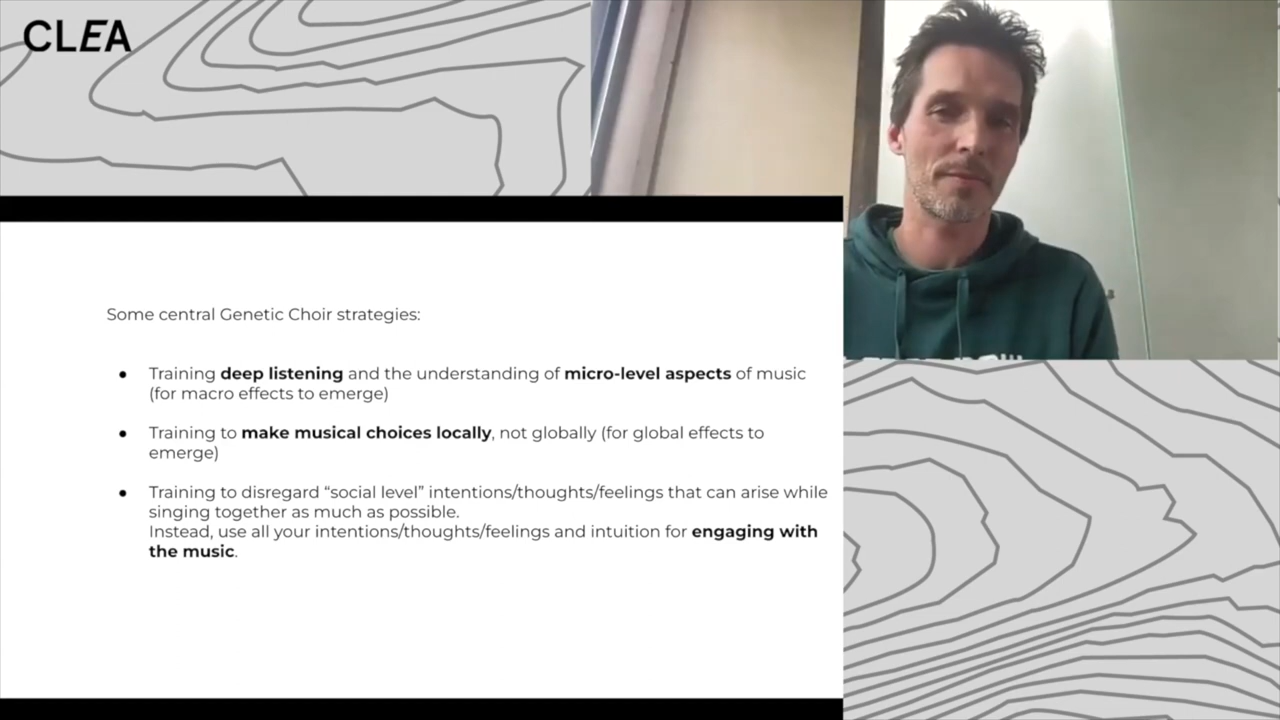 CLEA
Some central Genetic Choir strategies:
● Training deep listening and the understanding of micro-level aspects of music
(for macro effects to emerge)
● Training to make musical choices locally, not globally (for global effects to
emerge)
● Training to disregard “social level” intentions/thoughts/feelings that can arise while
singing together as much as possible.
Instead, use all your intentions/thoughts/feelings and intuition for engaging with
the music.